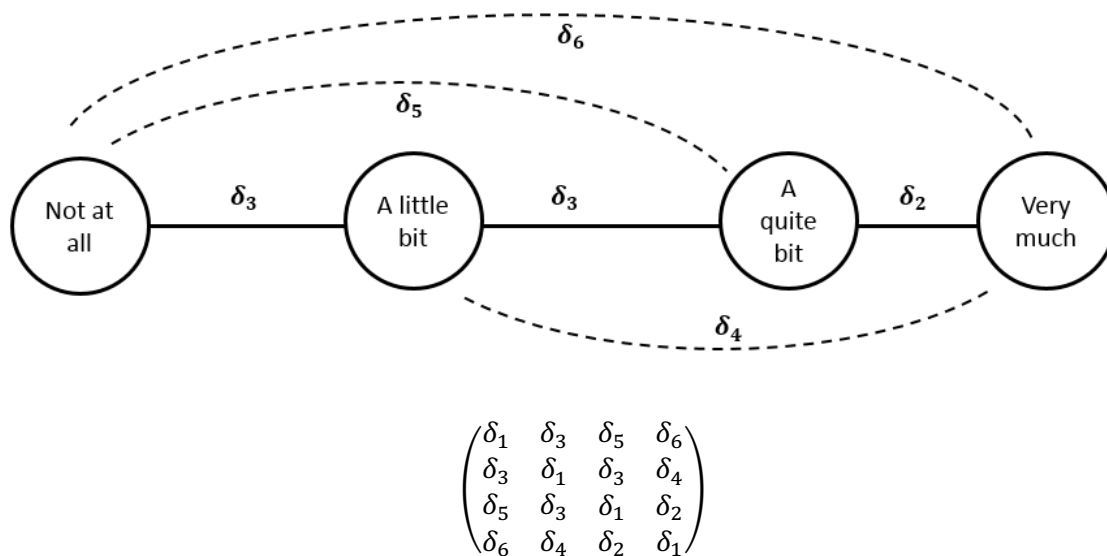 δ₆
δ₅
Not at
all
δ₃
A little
bit
δ₃
A
quite
bit
δ₂
Very
much
δ₄
δ₁ δ₃ δ₅ δ₆
δ₃ δ₁ δ₃ δ₄
δ₅ δ₃ δ₁ δ₂
δ₆ δ₄ δ₂ δ₁